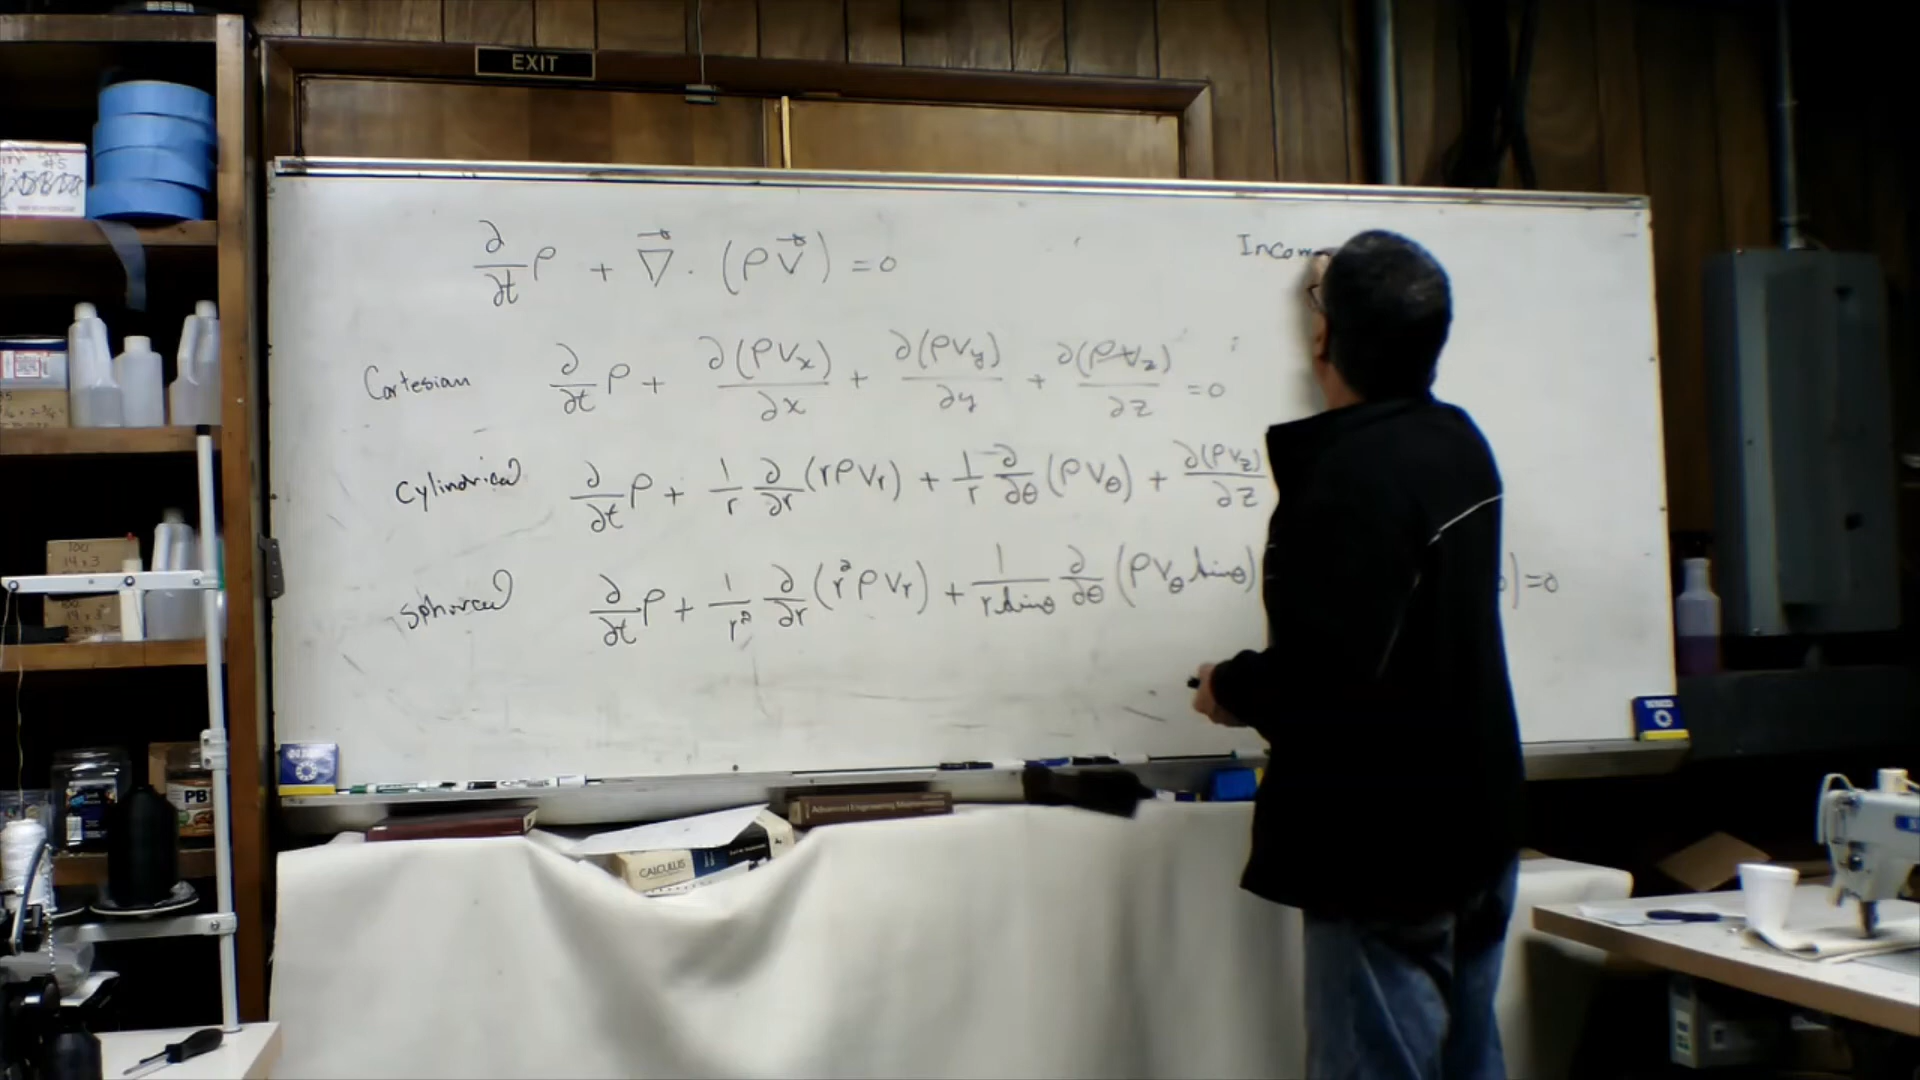 EXIT
∂/∂t ρ + ∇⃗ · (ρV⃗) = 0
Incom
Cartesian ∂/∂t ρ + ∂(ρVx)/∂x + ∂(ρVy)/∂y + ∂(ρVz)/∂z = 0
Cylindrical ∂/∂t ρ + 1/r ∂/∂r (rρVr) + 1/r ∂/∂θ (ρVθ) + ∂(ρVz)/∂z
Spherical ∂/∂t ρ + 1/r² ∂/∂r (r²ρVr) + 1/(r sinθ) ∂/∂θ (ρVθ sinθ) ) = 0
Advanced Engineering Mathematics
CALCULUS
PB